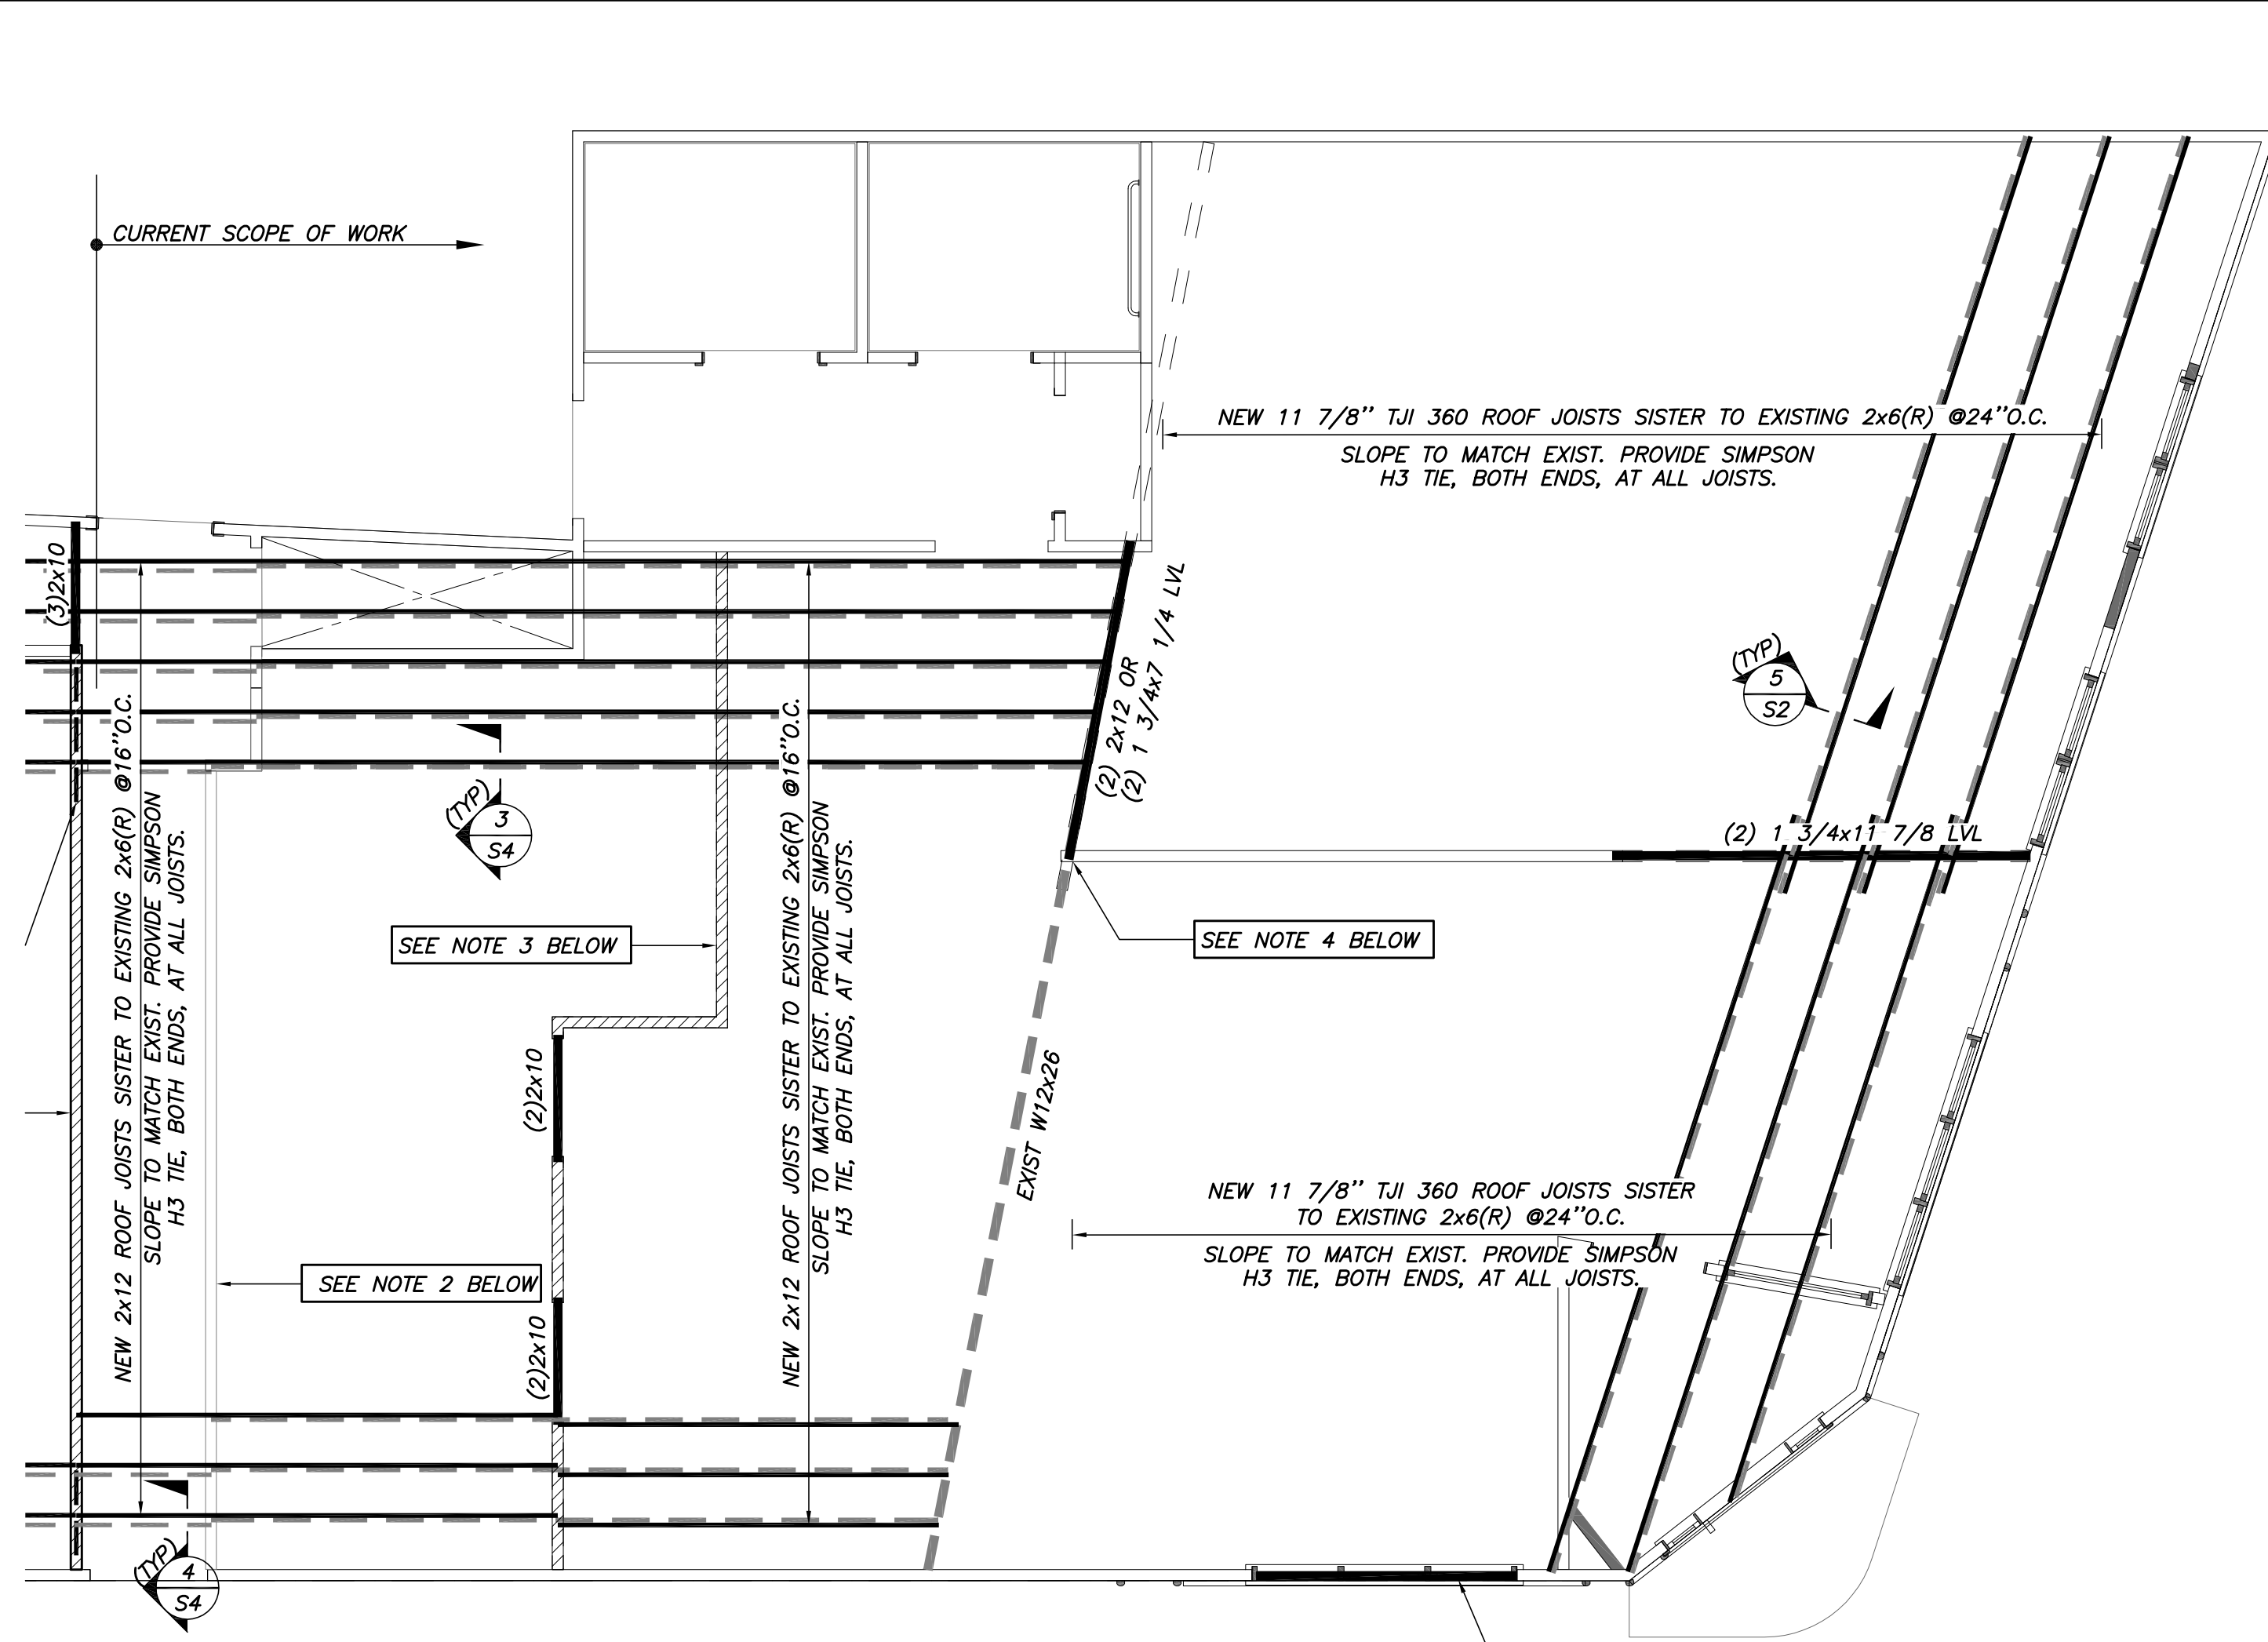 CURRENT SCOPE OF WORK
NEW 11 7/8" TJI 360 ROOF JOISTS SISTER TO EXISTING 2x6(R) @24"O.C.
SLOPE TO MATCH EXIST. PROVIDE SIMPSON
H3 TIE, BOTH ENDS, AT ALL JOISTS.
(3)2x10
(2) 2x12 OR
(2) 1 3/4x7 1/4 LVL
(TYP)
5
S2
(TYP)
3
S4
(2) 1 3/4x11 7/8 LVL
NEW 2x12 ROOF JOISTS SISTER TO EXISTING 2x6(R) @16"O.C.
SLOPE TO MATCH EXIST. PROVIDE SIMPSON
H3 TIE, BOTH ENDS, AT ALL JOISTS.
NEW 2x12 ROOF JOISTS SISTER TO EXISTING 2x6(R) @16"O.C.
SLOPE TO MATCH EXIST. PROVIDE SIMPSON
H3 TIE, BOTH ENDS, AT ALL JOISTS.
SEE NOTE 3 BELOW
SEE NOTE 4 BELOW
(2)2x10
EXIST W12x26
NEW 11 7/8" TJI 360 ROOF JOISTS SISTER
TO EXISTING 2x6(R) @24"O.C.
SLOPE TO MATCH EXIST. PROVIDE SIMPSON
H3 TIE, BOTH ENDS, AT ALL JOISTS.
SEE NOTE 2 BELOW
(2)2x10
(TYP)
4
S4